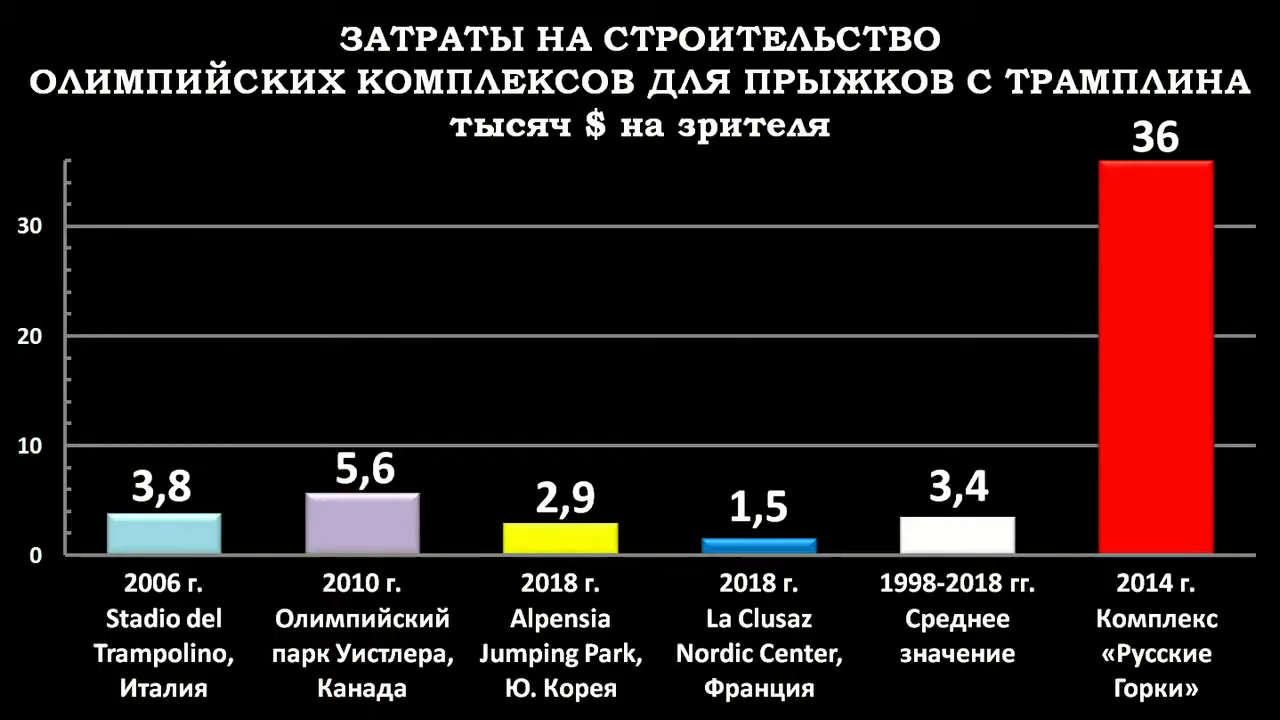 ЗАТРАТЫ НА СТРОИТЕЛЬСТВО
ОЛИМПИЙСКИХ КОМПЛЕКСОВ ДЛЯ ПРЫЖКОВ С ТРАМПЛИНА
тысяч $ на зрителя
36
30
20
10
0
3,8
5,6
2,9
1,5
3,4
2006 г.
Stadio del
Trampolino,
Италия
2010 г.
Олимпийский
парк Уистлера,
Канада
2018 г.
Alpensia
Jumping Park,
Ю. Корея
2018 г.
La Clusaz
Nordic Center,
Франция
1998-2018 гг.
Среднее
значение
2014 г.
Комплекс
«Русские
Горки»